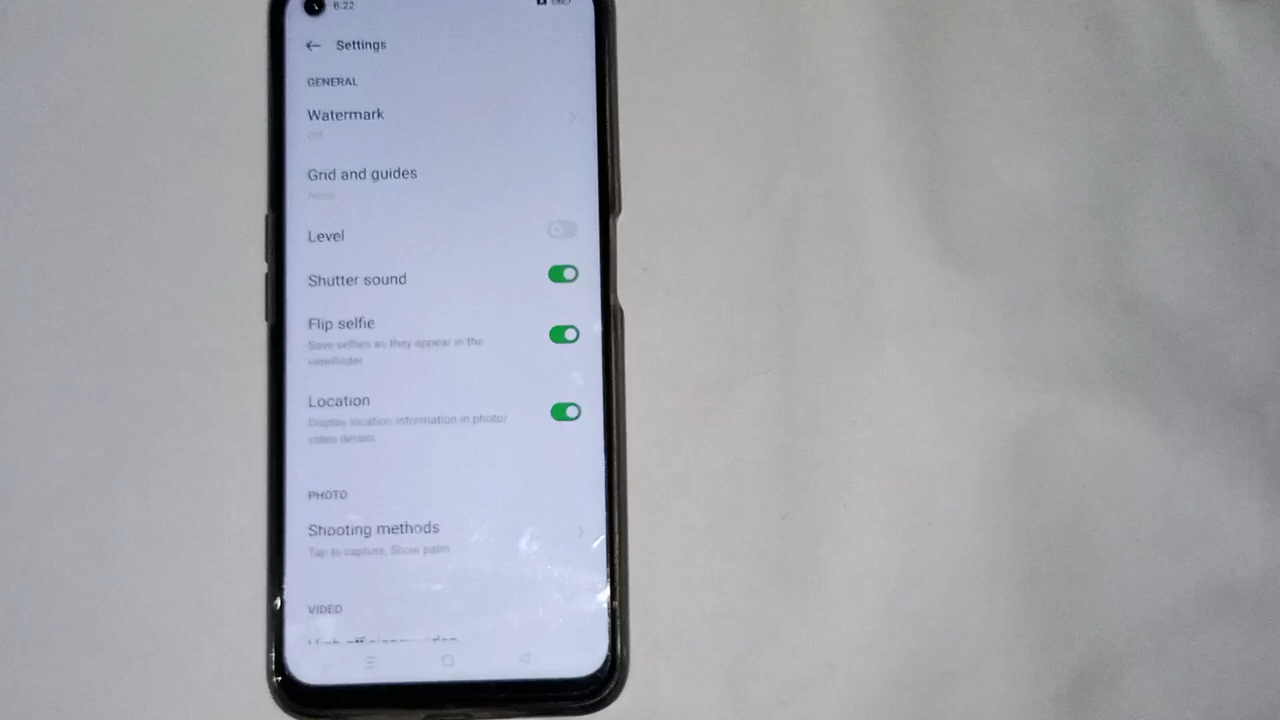 8:22
Settings
GENERAL
Watermark
Off
Grid and guides
None
Level
Shutter sound
Flip selfie
Save selfies as they appear in the
viewfinder
Location
Display location information in photo/
video details
PHOTO
Shooting methods
Tap to capture, Show palm
VIDEO